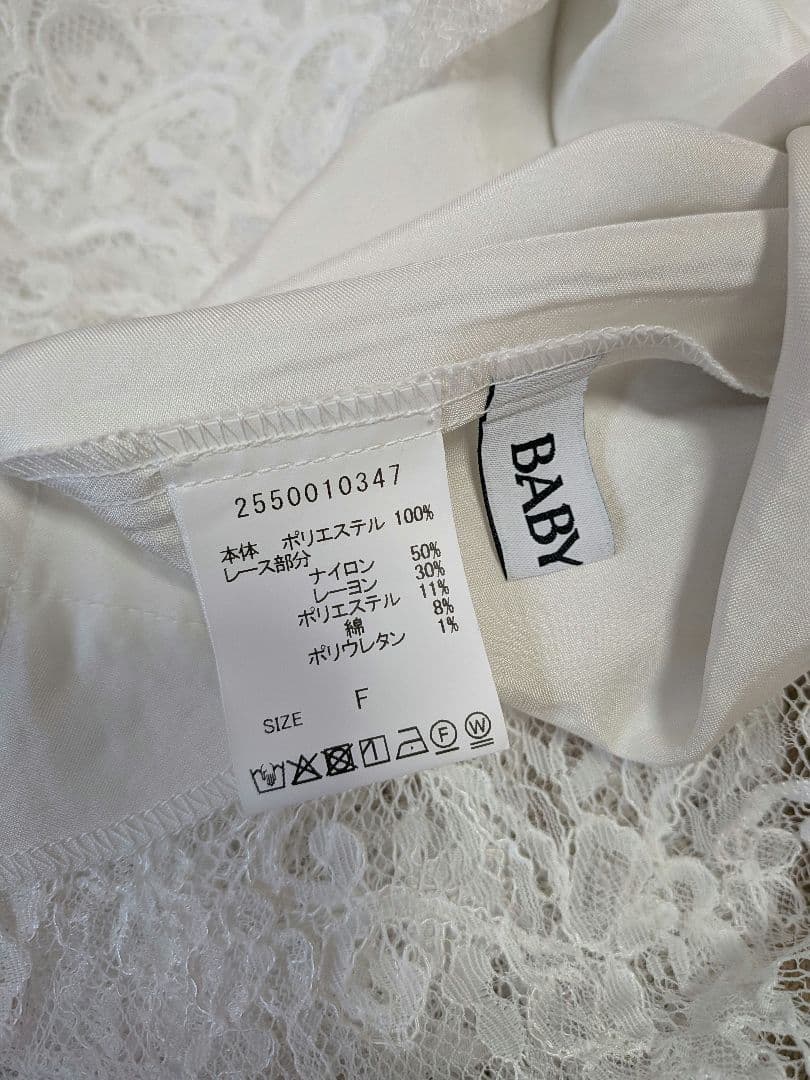 2550010347
本体 ポリエステル 100%
レース部分
ナイロン 50%
レーヨン 30%
ポリエステル 11%
綿 8%
ポリウレタン 1%
SIZE F
F W
BABY